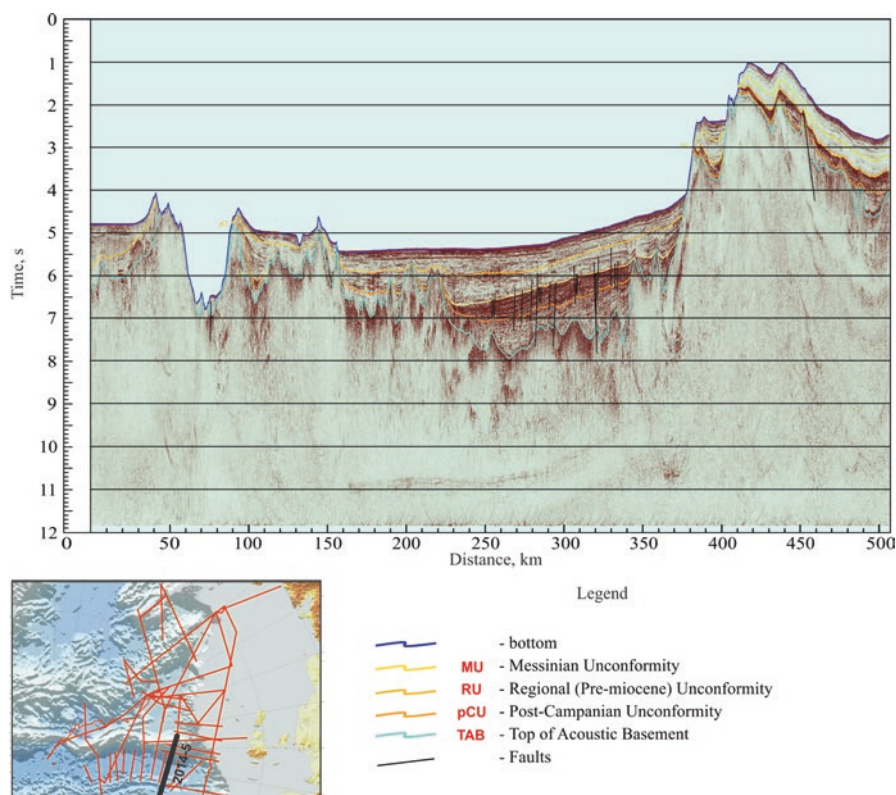 0
1
2
3
4
5
6
7
8
9
10
11
12
Time, s
0 50 100 150 200 250 300 350 400 450 500
Distance, km
2014-5
Legend
- bottom
MU - Messinian Unconformity
RU - Regional (Pre-miocene) Unconformity
pCU - Post-Campanian Unconformity
TAB - Top of Acoustic Basement
- Faults